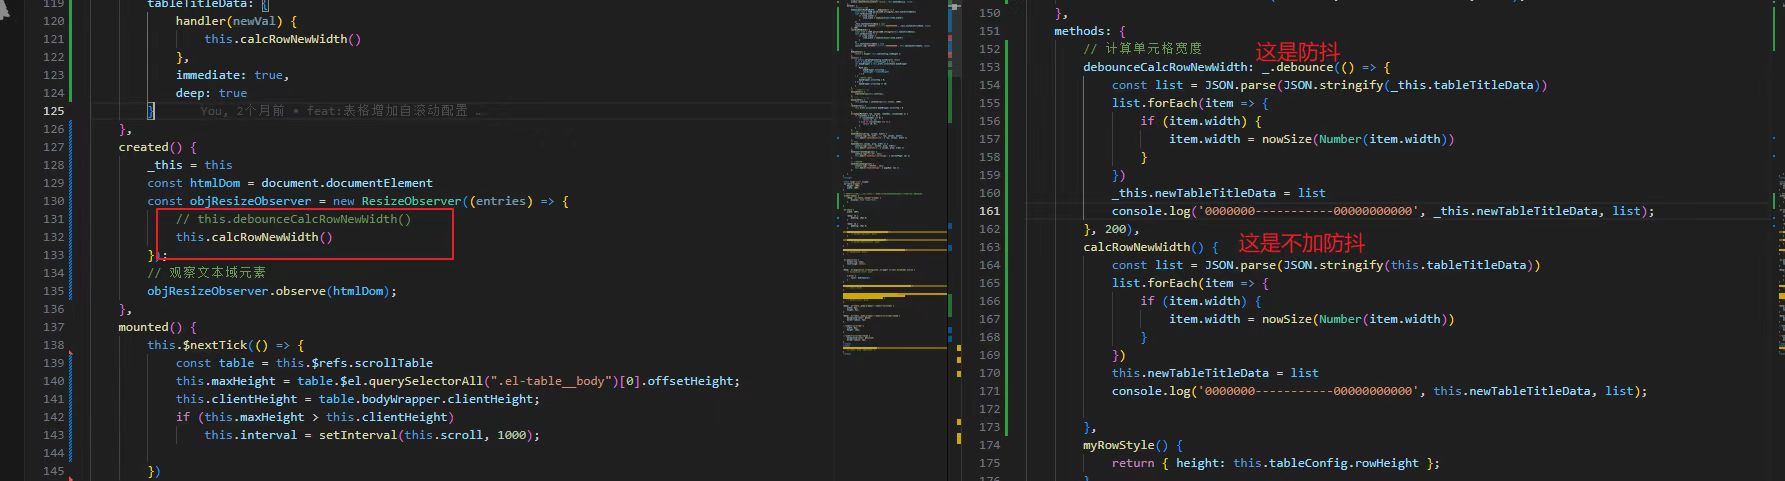 119 tableTitleData: {
120 handler(newVal) {
121 this.calcRowNewWidth()
122 },
123 immediate: true,
124 deep: true
125 } You, 2个月前 • feat:表格增加自滚动配置 …
126 },
127 created() {
128 _this = this
129 const htmlDom = document.documentElement
130 const objResizeObserver = new ResizeObserver((entries) => {
131 // this.debounceCalcRowNewWidth()
132 this.calcRowNewWidth()
133 });
134 // 观察文本域元素
135 objResizeObserver.observe(htmlDom);
136 },
137 mounted() {
138 this.$nextTick(() => {
139 const table = this.$refs.scrollTable
140 this.maxHeight = table.$el.querySelectorAll(".el-table__body")[0].offsetHeight;
141 this.clientHeight = table.bodyWrapper.clientHeight;
142 if (this.maxHeight > this.clientHeight)
143 this.interval = setInterval(this.scroll, 1000);
144
145 })
150 },
151 methods: {
152 // 计算单元格宽度
这是防抖
153 debounceCalcRowNewWidth: _.debounce(() => {
154 const list = JSON.parse(JSON.stringify(_this.tableTitleData))
155 list.forEach(item => {
156 if (item.width) {
157 item.width = nowSize(Number(item.width))
158 }
159 })
160 _this.newTableTitleData = list
161 console.log('0000000-----------00000000000', _this.newTableTitleData, list);
162 }, 200),
163 calcRowNewWidth() {
这是不加防抖
164 const list = JSON.parse(JSON.stringify(this.tableTitleData))
165 list.forEach(item => {
166 if (item.width) {
167 item.width = nowSize(Number(item.width))
168 }
169 })
170 this.newTableTitleData = list
171 console.log('0000000-----------00000000000', this.newTableTitleData, list);
172
173 },
174 myRowStyle() {
175 return { height: this.tableConfig.rowHeight };
176 }